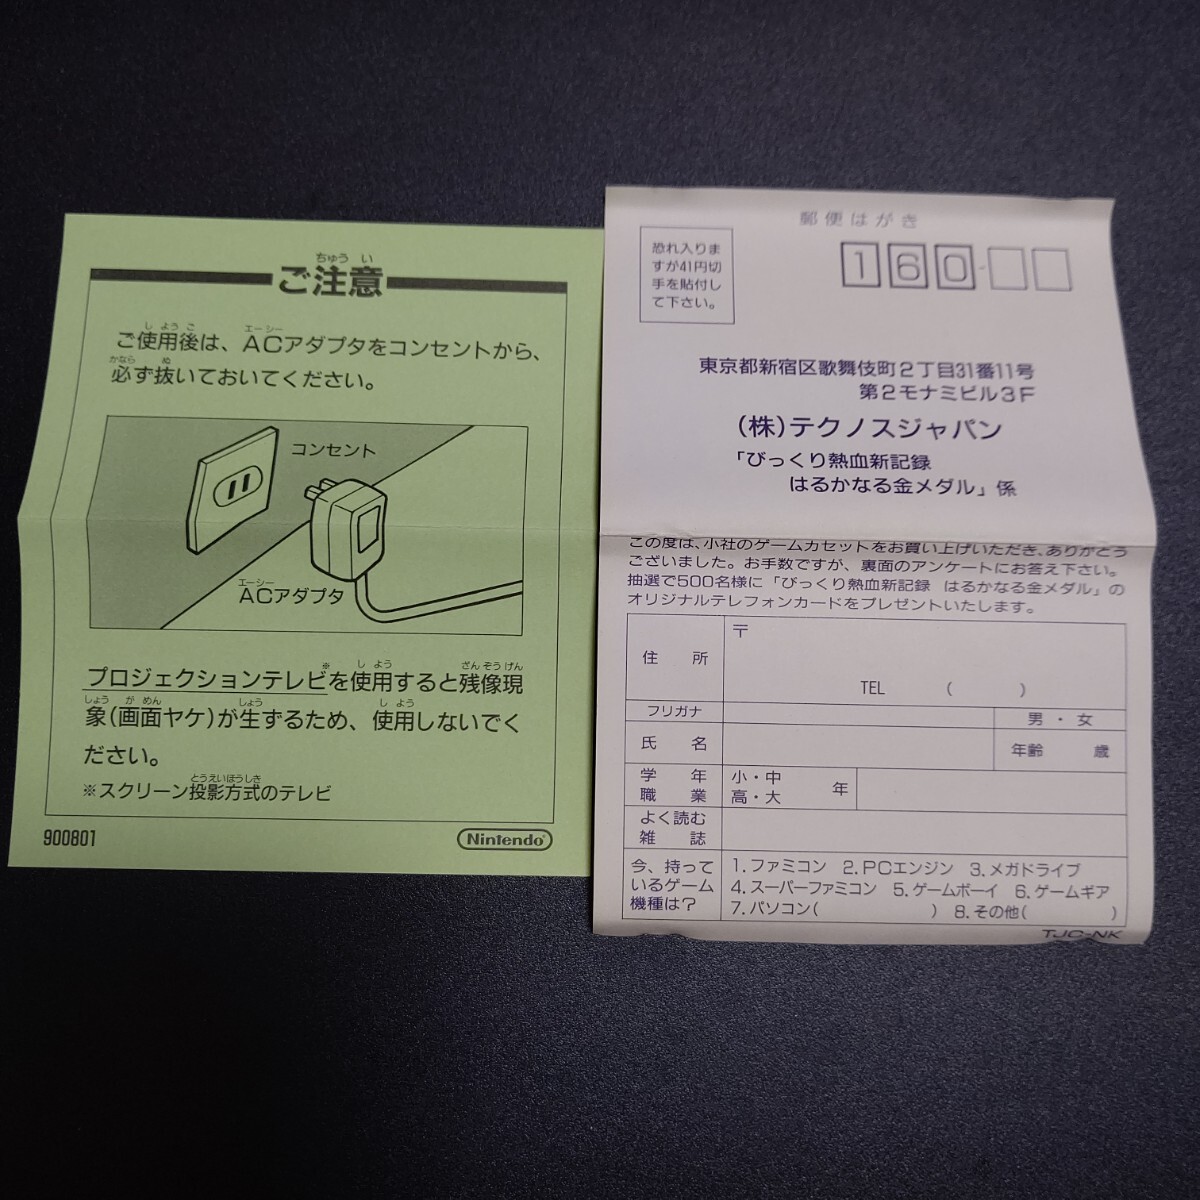 ちゅう い
ご注意
し よう ご
エーシー
ご使用後は、ACアダプタをコンセントから、
かなら ぬ
必ず抜いておいてください。
コンセント
エーシー
ACアダプタ
し よう ざん ぞう げん
プロジェクションテレビ※を使用すると残像現
しょう が めん しょう し よう
象(画面ヤケ)が生ずるため、使用しないでく
ださい。
とうえいほうしき
※スクリーン投影方式のテレビ
900801
Nintendo
郵便はがき
恐れ入りま
すが41円切
手を貼付し
て下さい。
160-
東京都新宿区歌舞伎町2丁目31番11号
第2モナミビル3F
(株)テクノスジャパン
「びっくり熱血新記録
はるかなる金メダル」係
この度は、小社のゲームカセットをお買い上げいただき、ありがとう
ございました。お手数ですが、裏面のアンケートにお答え下さい。
抽選で500名様に「びっくり熱血新記録 はるかなる金メダル」の
オリジナルテレフォンカードをプレゼントいたします。
住 所
〒
TEL ( )
フリガナ
男・女
氏 名
年齢 歳
学 年
職 業
小・中
高・大
年
よく読む
雑 誌
今、持って
いるゲーム
機種は?
1.ファミコン 2.PCエンジン 3.メガドライブ
4.スーパーファミコン 5.ゲームボーイ 6.ゲームギア
7.パソコン( ) 8.その他( )
TJC-NK